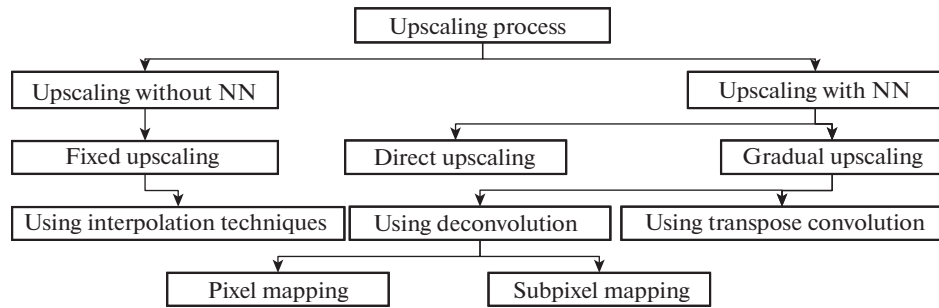 Upscaling process
Upscaling without NN
Upscaling with NN
Fixed upscaling
Direct upscaling
Gradual upscaling
Using interpolation techniques
Using deconvolution
Using transpose convolution
Pixel mapping
Subpixel mapping